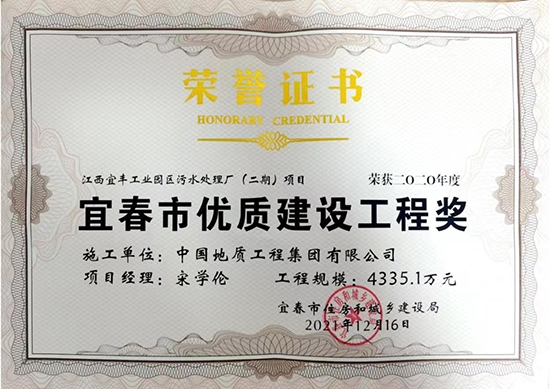 荣誉证书
HONORARY CREDENTIAL
江西宜丰工业园区污水处理厂(二期)项目 荣获二〇二〇年度
宜春市优质建设工程奖
施工单位:中国地质工程集团有限公司
项目经理:宋学伦 工程规模:4335.1万元
宜春市住房和城乡建设局
2021年12月16日